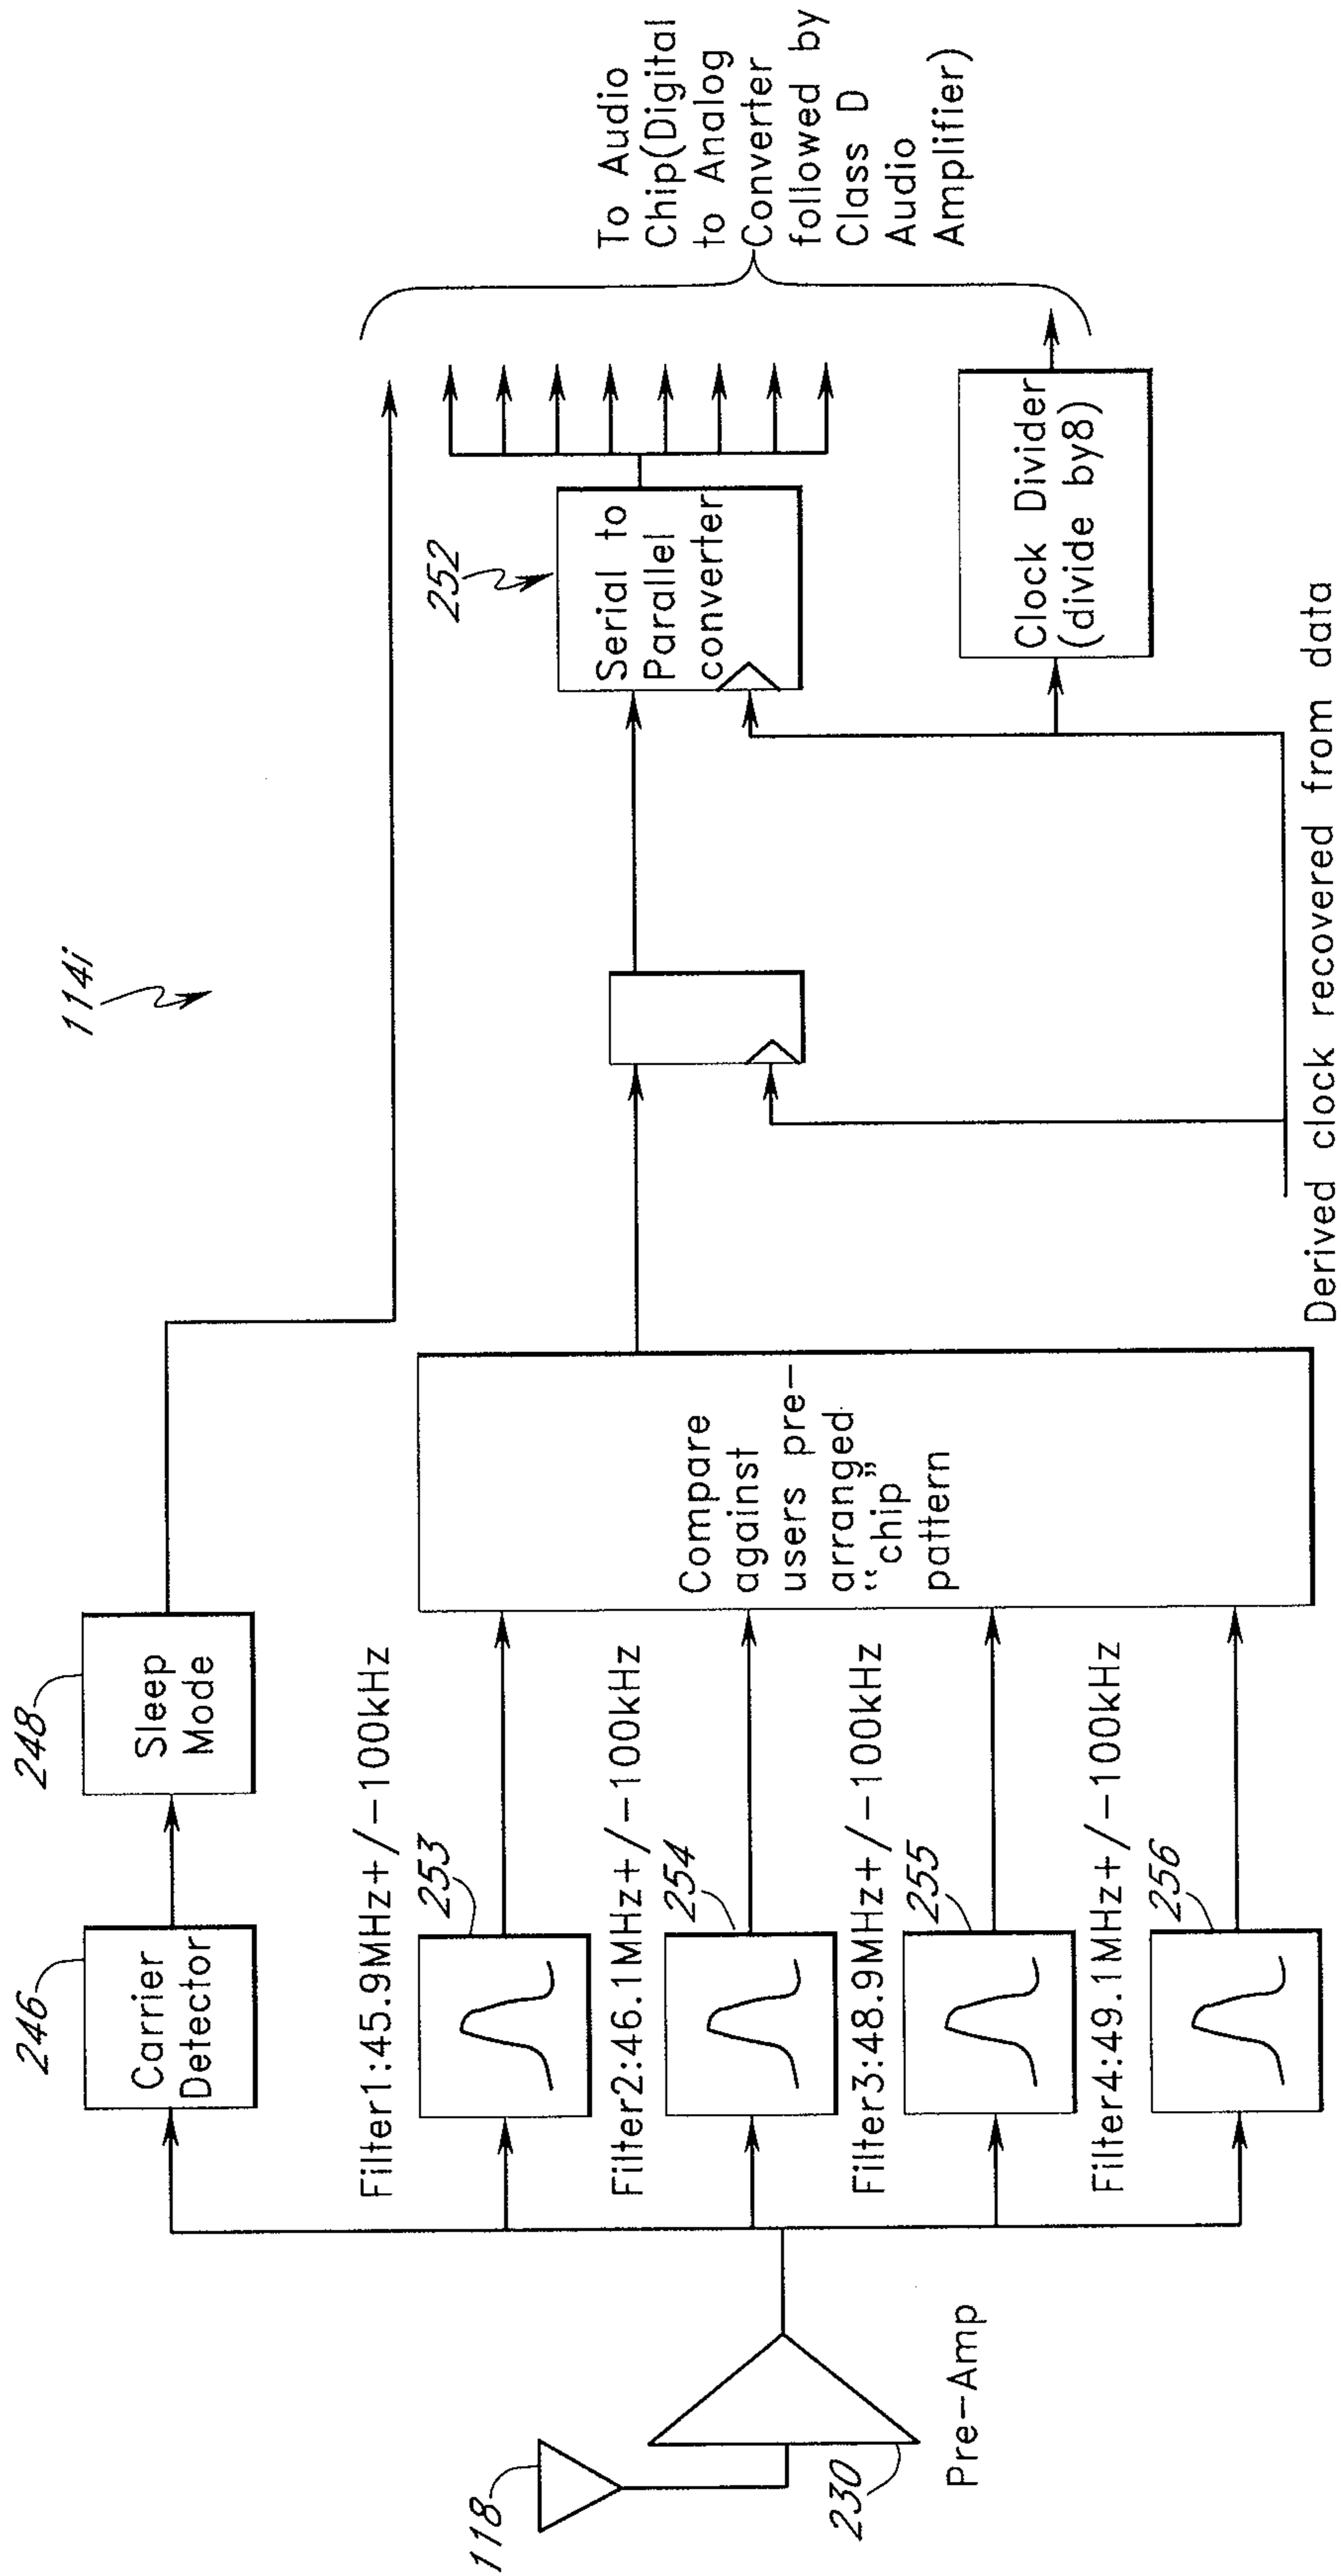 114i
118
230
Pre-Amp
246
Carrier
Detector
248
Sleep
Mode
Filter1:45.9MHz+/-100kHz
253
Filter2:46.1MHz+/-100kHz
254
Filter3:48.9MHz+/-100kHz
255
Filter4:49.1MHz+/-100kHz
256
Compare
against
users pre-
arranged
"chip"
pattern
252
Serial to
Parallel
converter
Clock Divider
(divide by8)
To Audio
Chip(Digital
to Analog
Converter
followed by
Class D
Audio
Amplifier)
Derived clock recovered from data